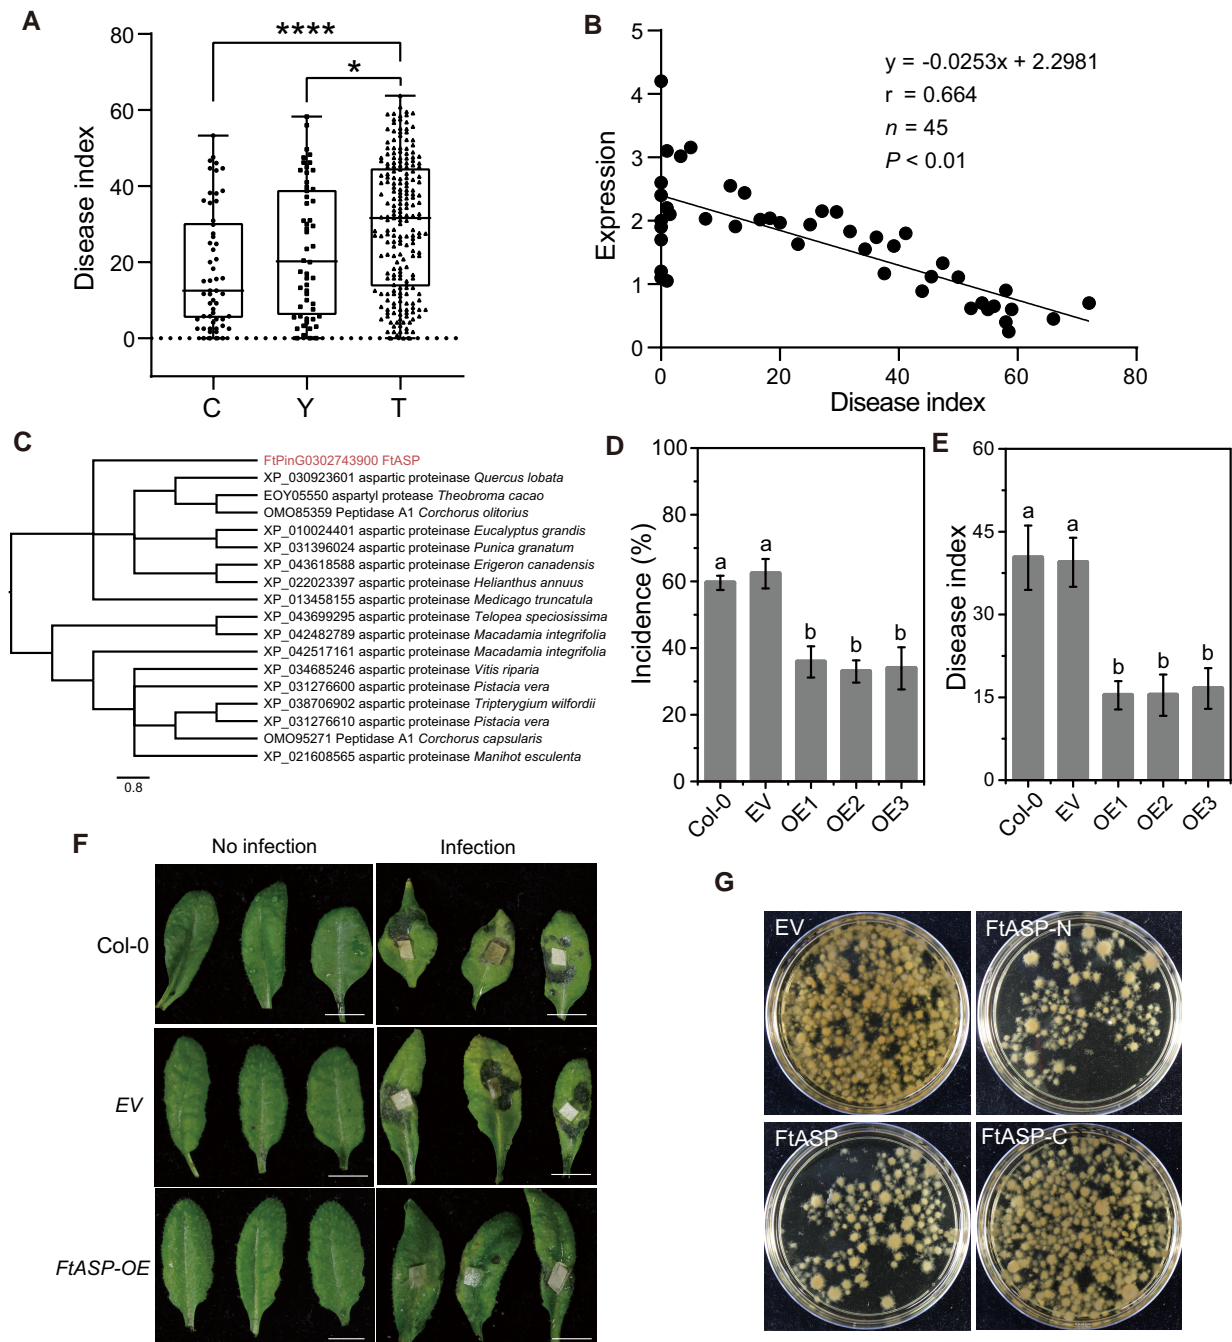 A
80
60
40
20
0
Disease index
****
*
C
Y
T
B
5
4
3
2
1
0
Expression
y = -0.0253x + 2.2981
r = 0.664
n = 45
P < 0.01
0
20
40
60
80
Disease index
C
FtPinG0302743900 FtASP
XP_030923601 aspartic proteinase Quercus lobata
EOY05550 aspartyl protease Theobroma cacao
OMO85359 Peptidase A1 Corchorus olitorius
XP_010024401 aspartic proteinase Eucalyptus grandis
XP_031396024 aspartic proteinase Punica granatum
XP_043618588 aspartic proteinase Erigeron canadensis
XP_022023397 aspartic proteinase Helianthus annuus
XP_013458155 aspartic proteinase Medicago truncatula
XP_043699295 aspartic proteinase Telopea speciosissima
XP_042482789 aspartic proteinase Macadamia integrifolia
XP_042517161 aspartic proteinase Macadamia integrifolia
XP_034685246 aspartic proteinase Vitis riparia
XP_031276600 aspartic proteinase Pistacia vera
XP_038706902 aspartic proteinase Tripterygium wilfordii
XP_031276610 aspartic proteinase Pistacia vera
OMO95271 Peptidase A1 Corchorus capsularis
XP_021608565 aspartic proteinase Manihot esculenta
0.8
D
100
80
60
40
20
0
Incidence (%)
a
a
b
b
b
Col-0
EV
OE1
OE2
OE3
E
60
45
30
15
0
Disease index
a
a
b
b
b
Col-0
EV
OE1
OE2
OE3
F
No infection
Infection
Col-0
EV
FtASP-OE
G
EV
FtASP-N
FtASP
FtASP-C